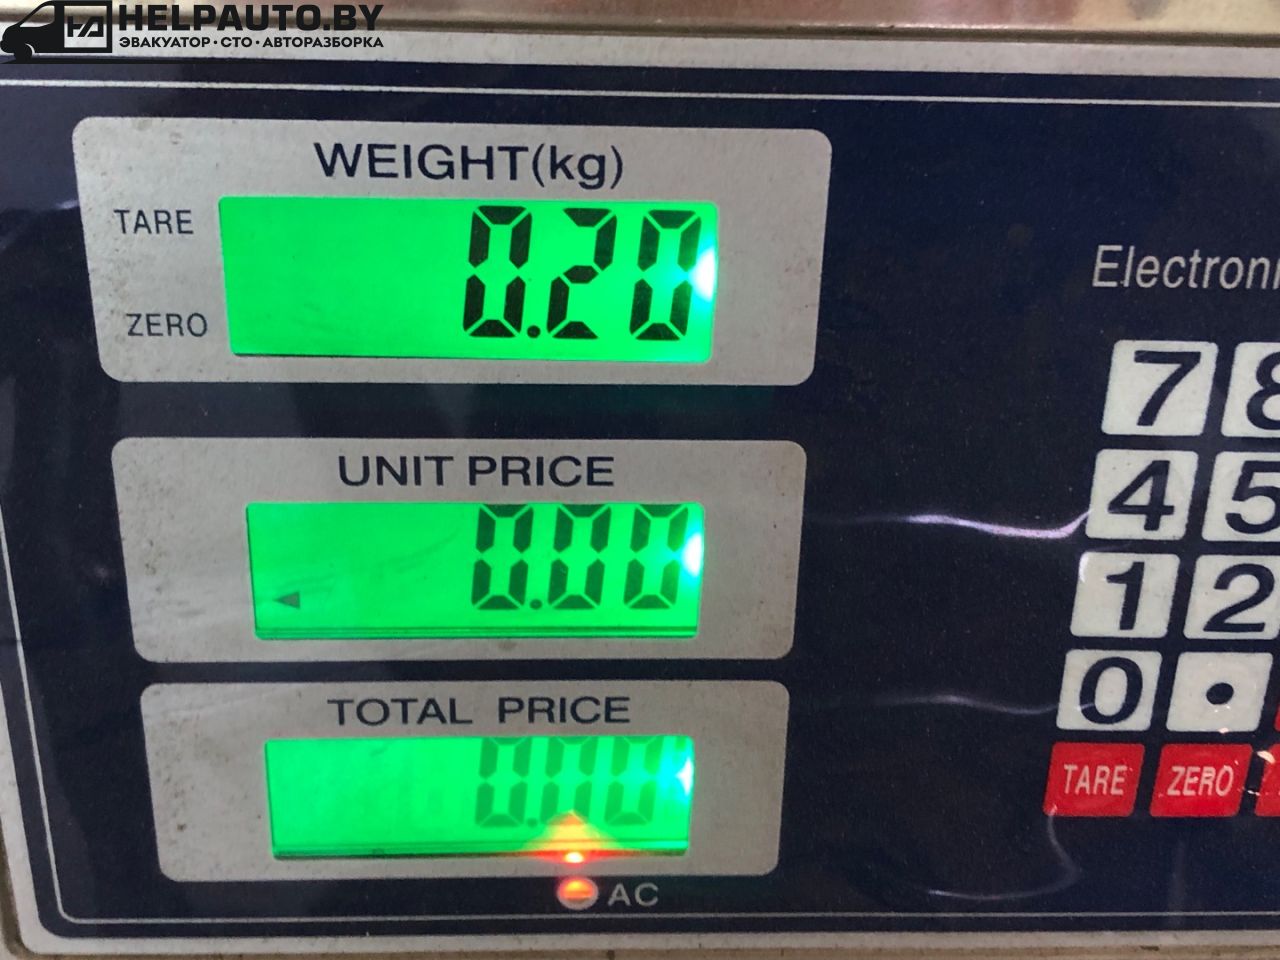 HELPAUTO.BY
ЭВАКУАТОР·СТО·АВТОРАЗБОРКА
WEIGHT(kg)
TARE
0.20
ZERO
UNIT PRICE
0.00
TOTAL PRICE
0.00
AC
Electroni
7 8
4 5
1 2
0 •
TARE ZERO